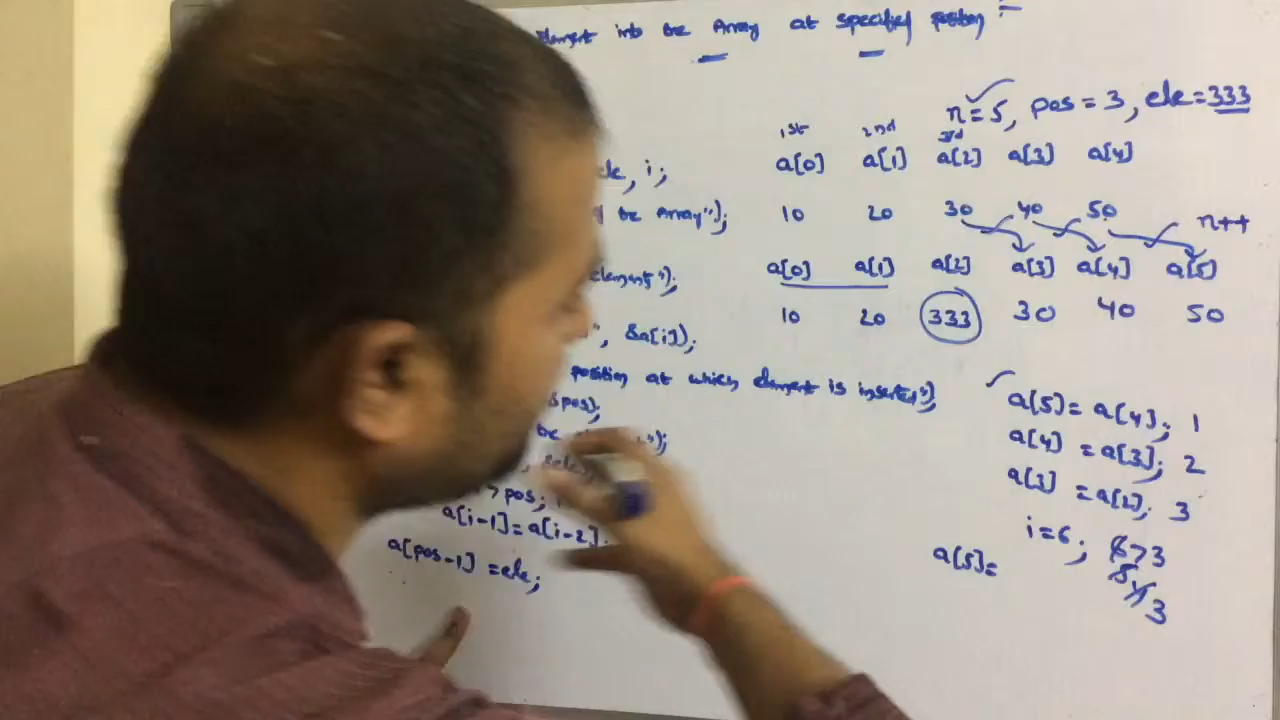 Element into the Array at specified position :-
n=5, pos = 3, ele=333
1st 2nd 3rd
ele, i; a[0] a[1] a[2] a[3] a[4]
the Array"); 10 20 30 40 50 n++
element"); a[0] a[1] a[2] a[3] a[4] a[5]
10 20 333 30 40 50
", &a[i]);
position at which element is inserted");
&pos); a[5]= a[4]; 1
the a[4] = a[3]; 2
a[3] = a[2]; 3
>pos;
a[i-1]=a[i-2]; i=6; 6>3
a[pos-1] =ele; a[5]= 5
3